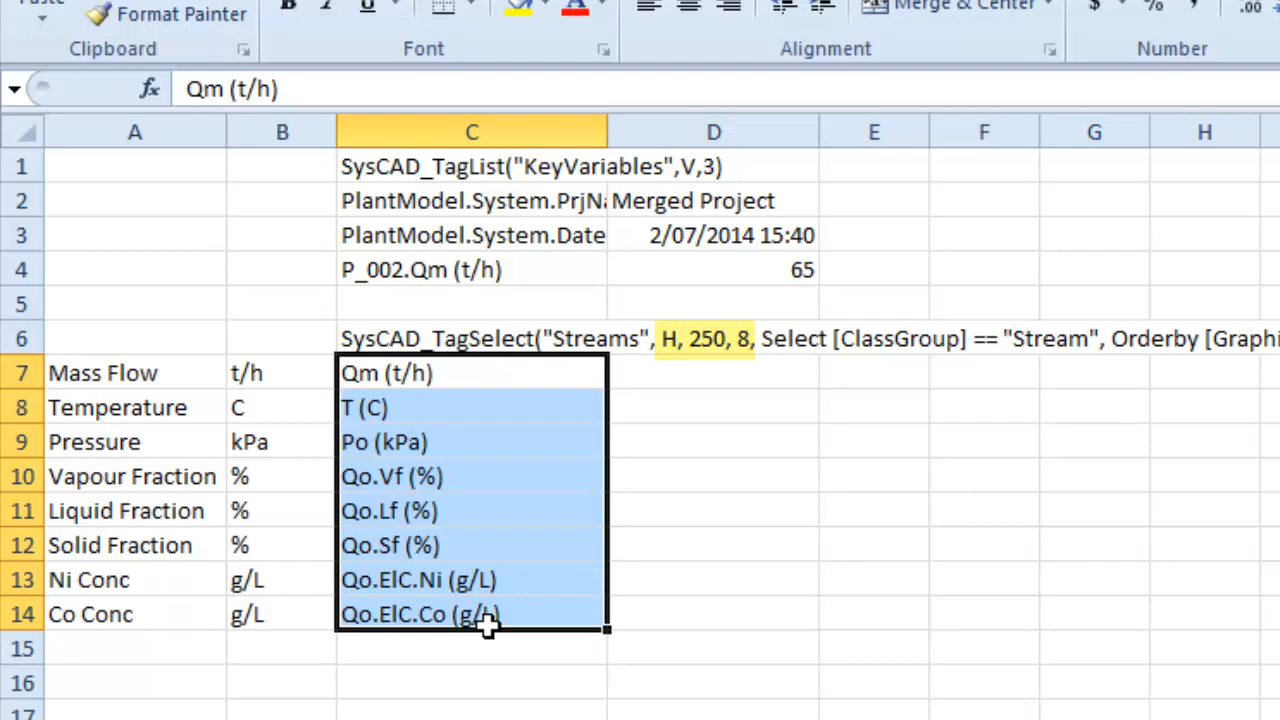 Paste Format Painter B I U A Merge & Center $ % , .00
Clipboard Font Alignment Number
fx Qm (t/h)
A B C D E F G H
1 SysCAD_TagList("KeyVariables",V,3)
2 PlantModel.System.PrjNa Merged Project
3 PlantModel.System.Date 2/07/2014 15:40
4 P_002.Qm (t/h) 65
5
6 SysCAD_TagSelect("Streams", H, 250, 8, Select [ClassGroup] == "Stream", Orderby [Graphi
7 Mass Flow t/h Qm (t/h)
8 Temperature C T (C)
9 Pressure kPa Po (kPa)
10 Vapour Fraction % Qo.Vf (%)
11 Liquid Fraction % Qo.Lf (%)
12 Solid Fraction % Qo.Sf (%)
13 Ni Conc g/L Qo.ElC.Ni (g/L)
14 Co Conc g/L Qo.ElC.Co (g/L)
15
16
17